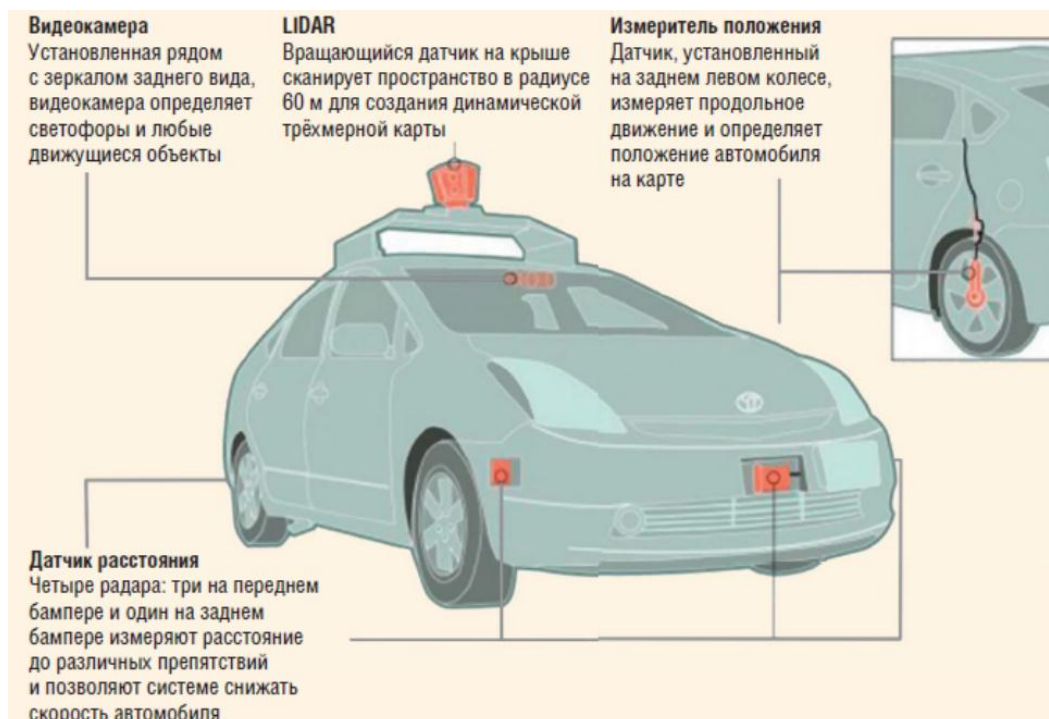 Видеокамера
Установленная рядом
с зеркалом заднего вида,
видеокамера определяет
светофоры и любые
движущиеся объекты
LIDAR
Вращающийся датчик на крыше
сканирует пространство в радиусе
60 м для создания динамической
трёхмерной карты
Измеритель положения
Датчик, установленный
на заднем левом колесе,
измеряет продольное
движение и определяет
положение автомобиля
на карте
Датчик расстояния
Четыре радара: три на переднем
бампере и один на заднем
бампере измеряют расстояние
до различных препятствий
и позволяют системе снижать
скорость автомобиля